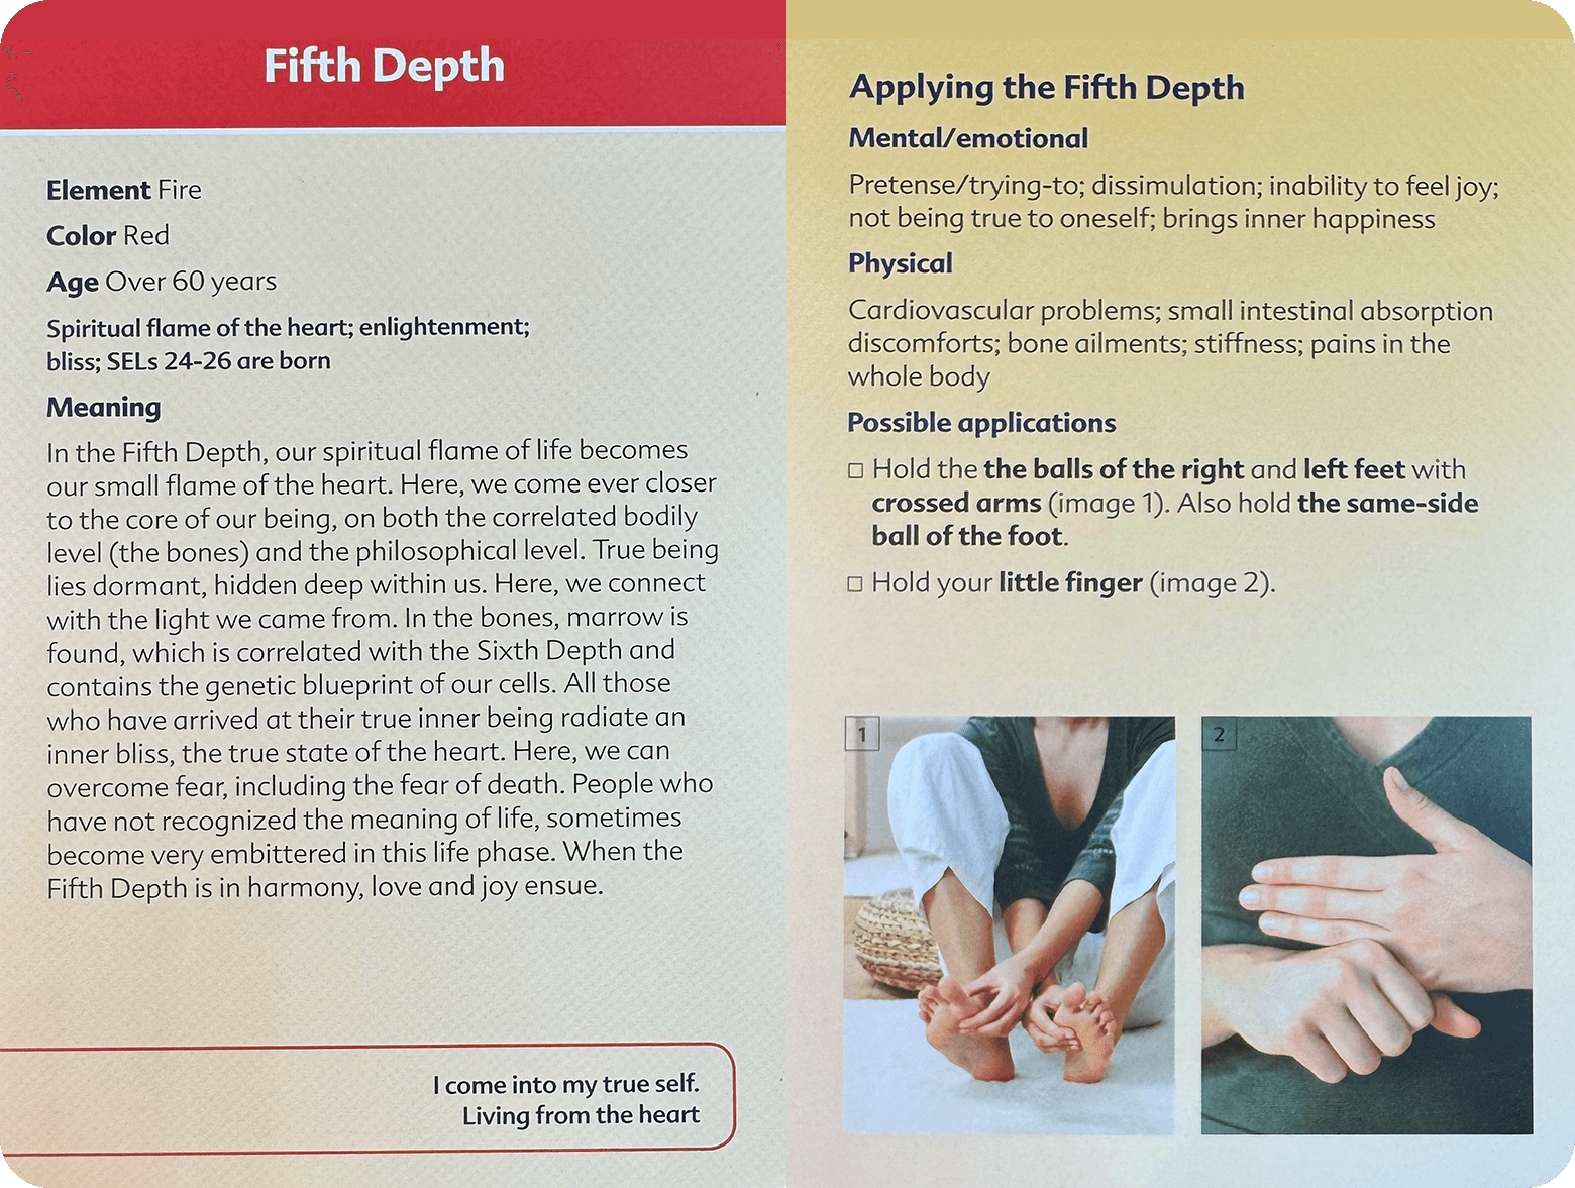 Fifth Depth
Element Fire
Color Red
Age Over 60 years
Spiritual flame of the heart; enlightenment;
bliss; SELs 24-26 are born
Meaning
In the Fifth Depth, our spiritual flame of life becomes
our small flame of the heart. Here, we come ever closer
to the core of our being, on both the correlated bodily
level (the bones) and the philosophical level. True being
lies dormant, hidden deep within us. Here, we connect
with the light we came from. In the bones, marrow is
found, which is correlated with the Sixth Depth and
contains the genetic blueprint of our cells. All those
who have arrived at their true inner being radiate an
inner bliss, the true state of the heart. Here, we can
overcome fear, including the fear of death. People who
have not recognized the meaning of life, sometimes
become very embittered in this life phase. When the
Fifth Depth is in harmony, love and joy ensue.
I come into my true self.
Living from the heart
Applying the Fifth Depth
Mental/emotional
Pretense/trying-to; dissimulation; inability to feel joy;
not being true to oneself; brings inner happiness
Physical
Cardiovascular problems; small intestinal absorption
discomforts; bone ailments; stiffness; pains in the
whole body
Possible applications
□ Hold the the balls of the right and left feet with
crossed arms (image 1). Also hold the same-side
ball of the foot.
□ Hold your little finger (image 2).
1
2